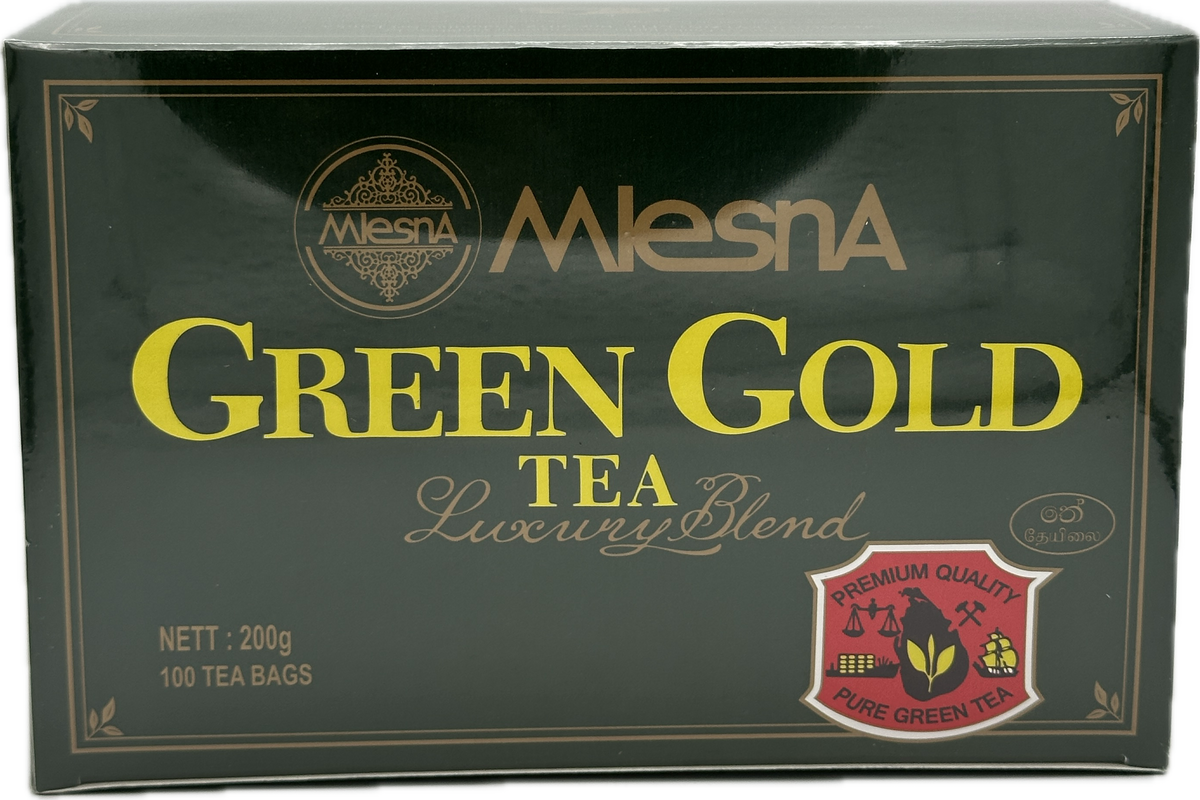 MlesnA
MlesnA
GREEN GOLD
TEA
Luxury Blend
තේ
தேயிலை
PREMIUM QUALITY
PURE GREEN TEA
NETT : 200g
100 TEA BAGS